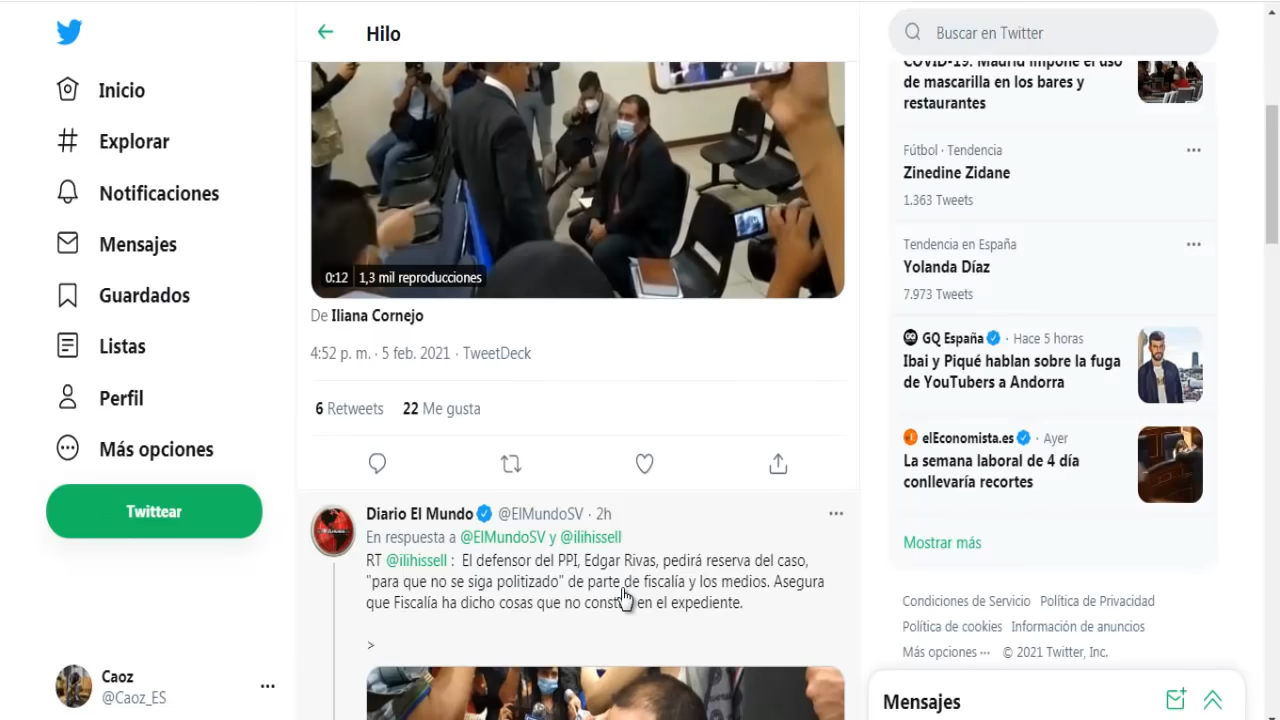 Inicio
Explorar
Notificaciones
Mensajes
Guardados
Listas
Perfil
Más opciones
Twittear
Caoz
@Caoz_ES
Hilo
0:12 1,3 mil reproducciones
De Iliana Cornejo
4:52 p. m. · 5 feb. 2021 · TweetDeck
6 Retweets 22 Me gusta
Diario El Mundo @ElMundoSV · 2h
En respuesta a @ElMundoSV y @ilihissell
RT @ilihissell : El defensor del PPI, Edgar Rivas, pedirá reserva del caso,
"para que no se siga politizado" de parte de fiscalía y los medios. Asegura
que Fiscalía ha dicho cosas que no en el expediente.
>
Buscar en Twitter
COVID-19: Madrid impone el uso
de mascarilla en los bares y
restaurantes
Fútbol · Tendencia
Zinedine Zidane
1.363 Tweets
Tendencia en España
Yolanda Díaz
7.973 Tweets
GQ España · Hace 5 horas
Ibai y Piqué hablan sobre la fuga
de YouTubers a Andorra
elEconomista.es · Ayer
La semana laboral de 4 día
conllevaría recortes
Mostrar más
Condiciones de Servicio Política de Privacidad
Política de cookies Información de anuncios
Más opciones ··· © 2021 Twitter, Inc.
Mensajes